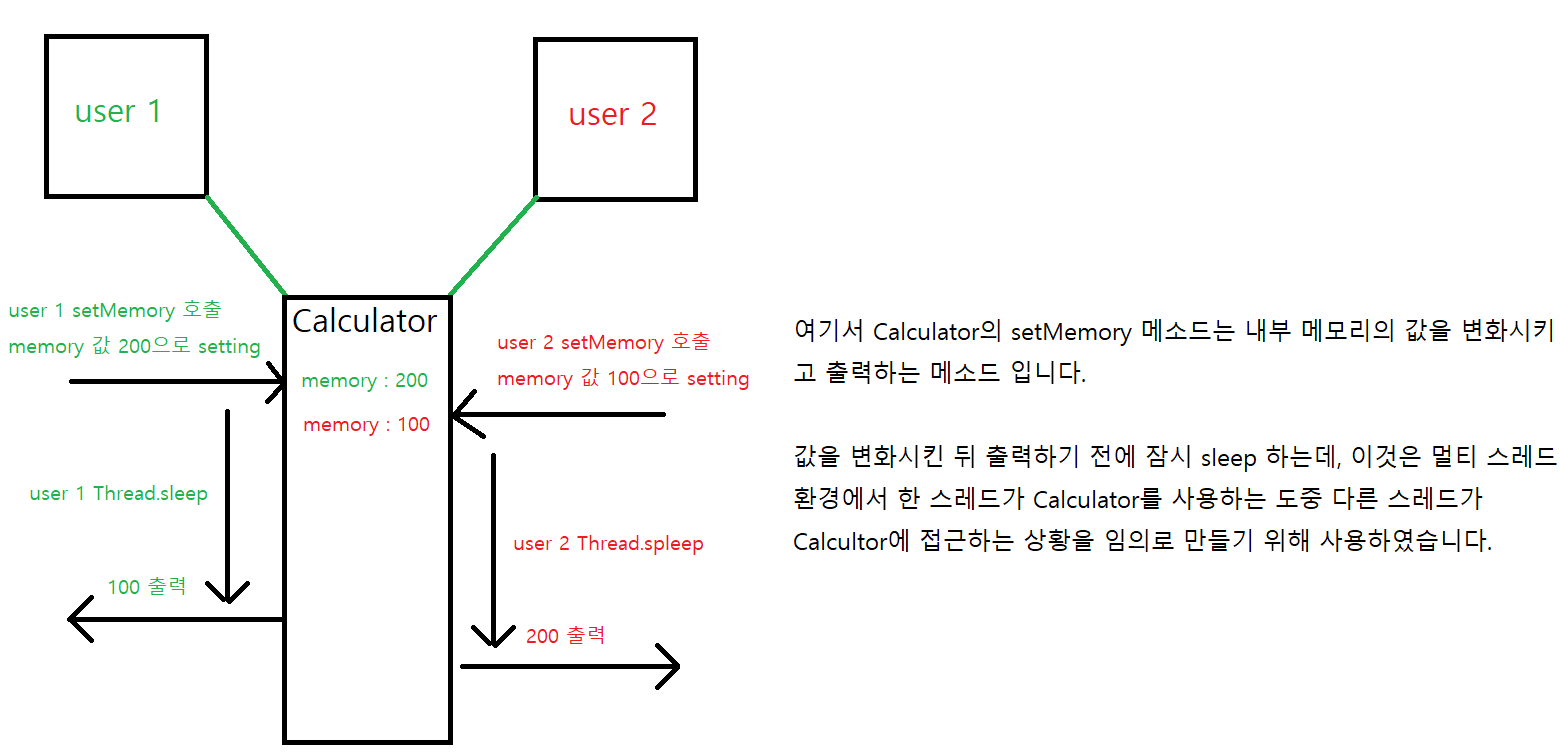 user 1
user 2
user 1 setMemory 호출
memory 값 200으로 setting
Calculator
memory : 200
memory : 100
user 2 setMemory 호출
memory 값 100으로 setting
user 1 Thread.sleep
user 2 Thread.spleep
100 출력
200 출력
여기서 Calculator의 setMemory 메소드는 내부 메모리의 값을 변화시키
고 출력하는 메소드 입니다.
값을 변화시킨 뒤 출력하기 전에 잠시 sleep 하는데, 이것은 멀티 스레드
환경에서 한 스레드가 Calculator를 사용하는 도중 다른 스레드가
Calcultor에 접근하는 상황을 임의로 만들기 위해 사용하였습니다.